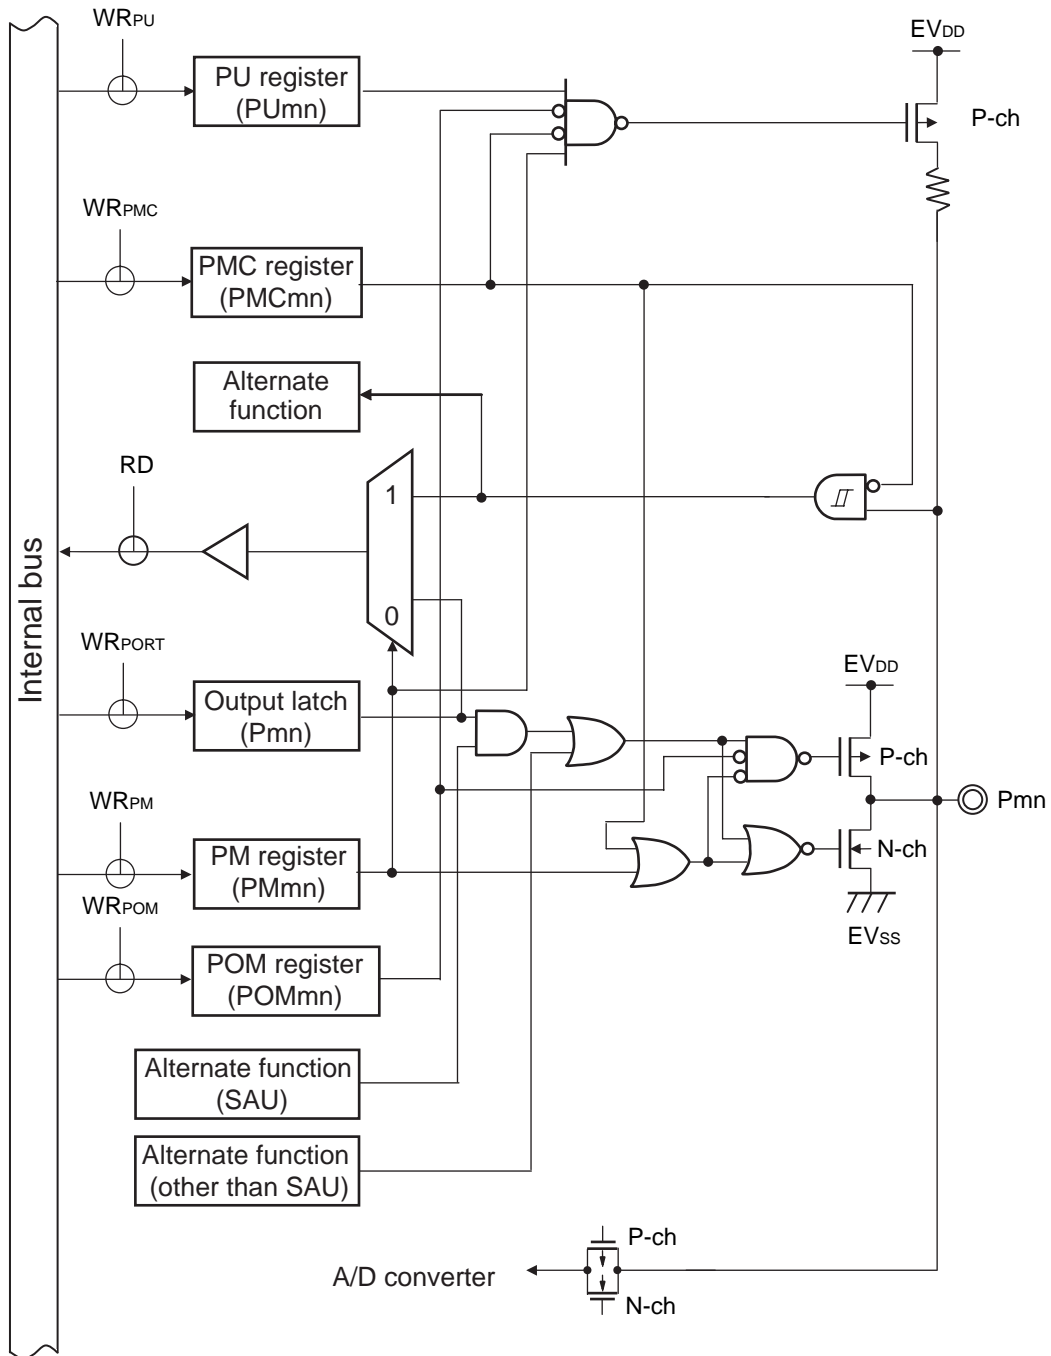 WRPU
EVDD
PU register
(PUmn)
P-ch
WRPMC
PMC register
(PMCmn)
Alternate
function
RD
1
0
Internal bus
WRPORT
EVDD
Output latch
(Pmn)
P-ch
WRPM
Pmn
PM register
(PMmn)
N-ch
WRPOM
EVSS
POM register
(POMmn)
Alternate function
(SAU)
Alternate function
(other than SAU)
P-ch
A/D converter
N-ch